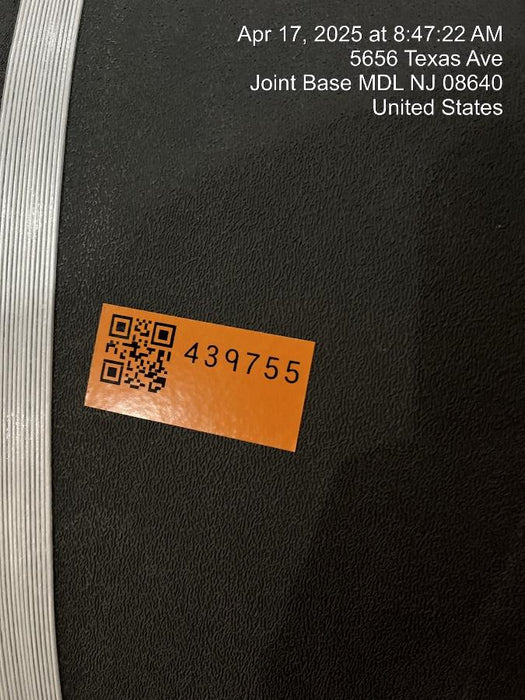 Apr 17, 2025 at 8:47:22 AM
5656 Texas Ave
Joint Base MDL NJ 08640
United States
439755